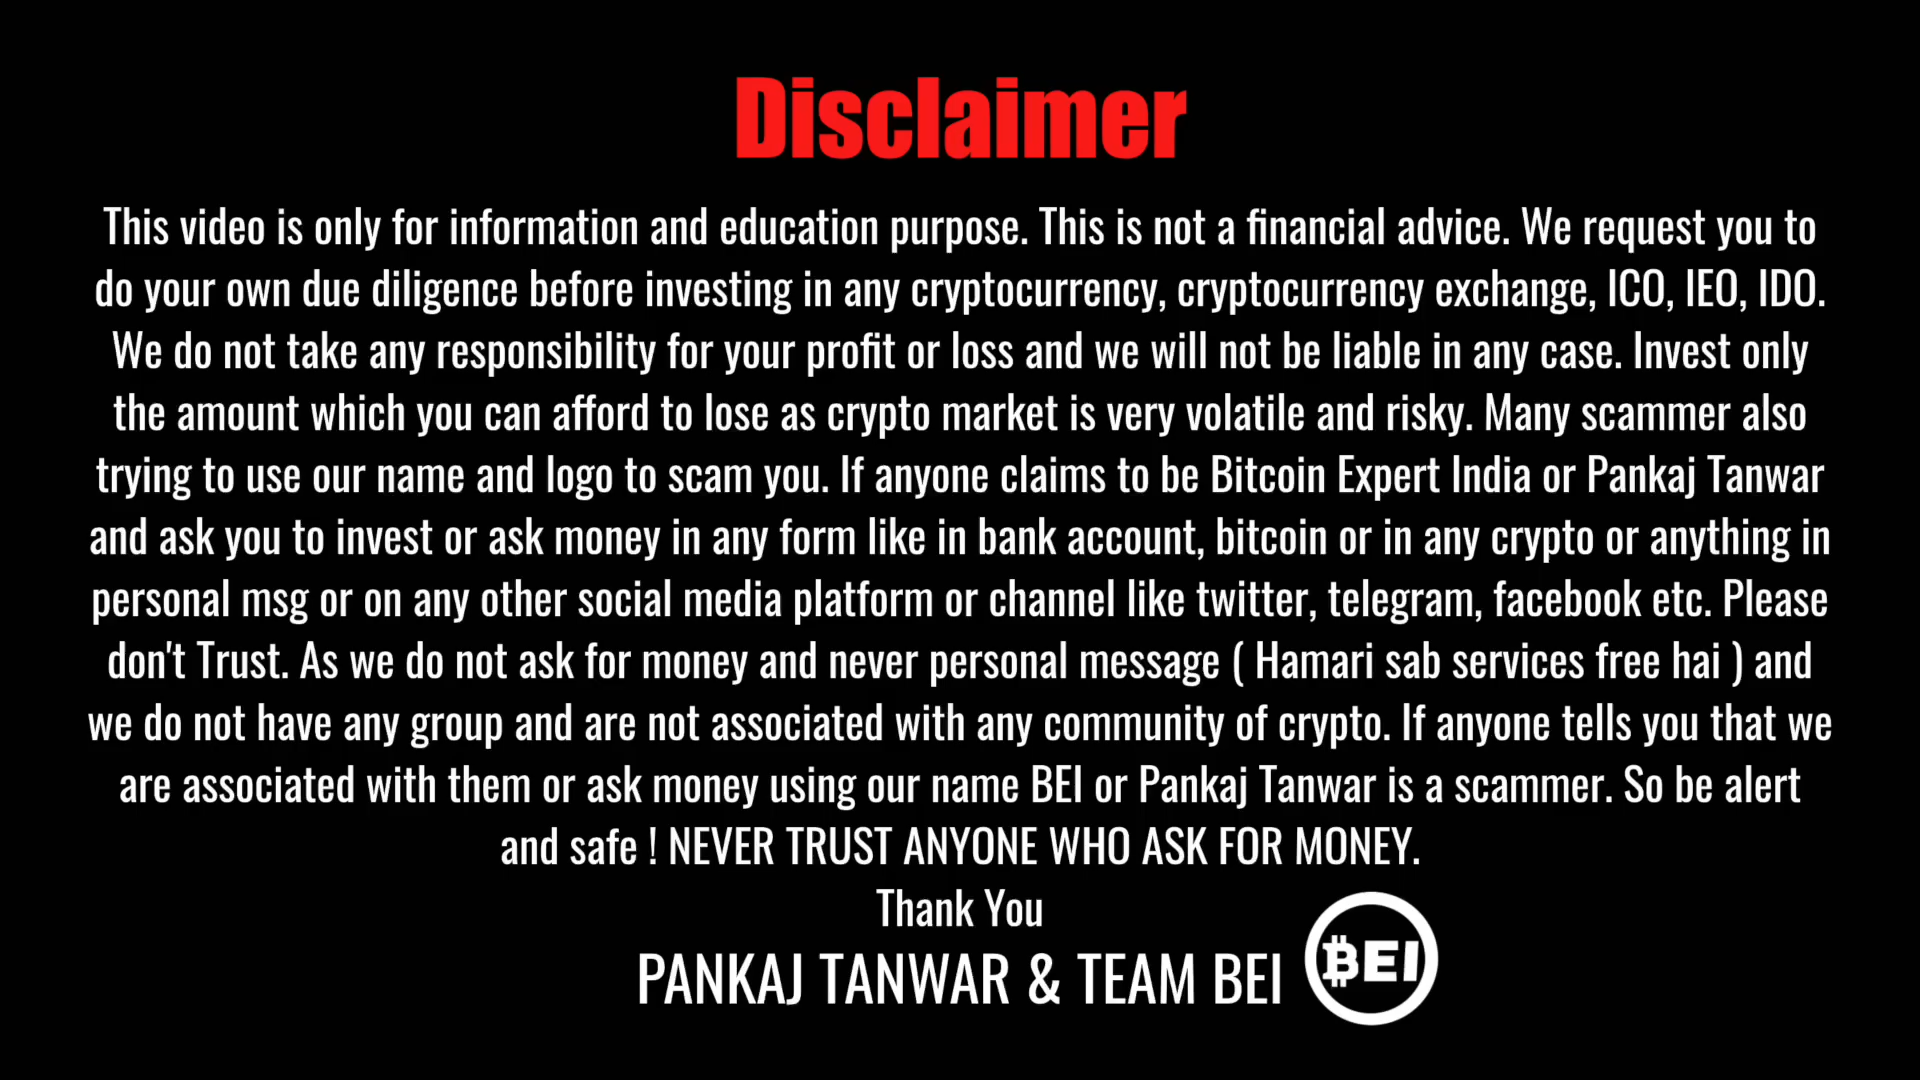 Disclaimer
This video is only for information and education purpose. This is not a financial advice. We request you to
do your own due diligence before investing in any cryptocurrency, cryptocurrency exchange, ICO, IEO, IDO.
We do not take any responsibility for your profit or loss and we will not be liable in any case. Invest only
the amount which you can afford to lose as crypto market is very volatile and risky. Many scammer also
trying to use our name and logo to scam you. If anyone claims to be Bitcoin Expert India or Pankaj Tanwar
and ask you to invest or ask money in any form like in bank account, bitcoin or in any crypto or anything in
personal msg or on any other social media platform or channel like twitter, telegram, facebook etc. Please
don't Trust. As we do not ask for money and never personal message ( Hamari sab services free hai ) and
we do not have any group and are not associated with any community of crypto. If anyone tells you that we
are associated with them or ask money using our name BEI or Pankaj Tanwar is a scammer. So be alert
and safe ! NEVER TRUST ANYONE WHO ASK FOR MONEY.
Thank You
PANKAJ TANWAR & TEAM BEI
BEI